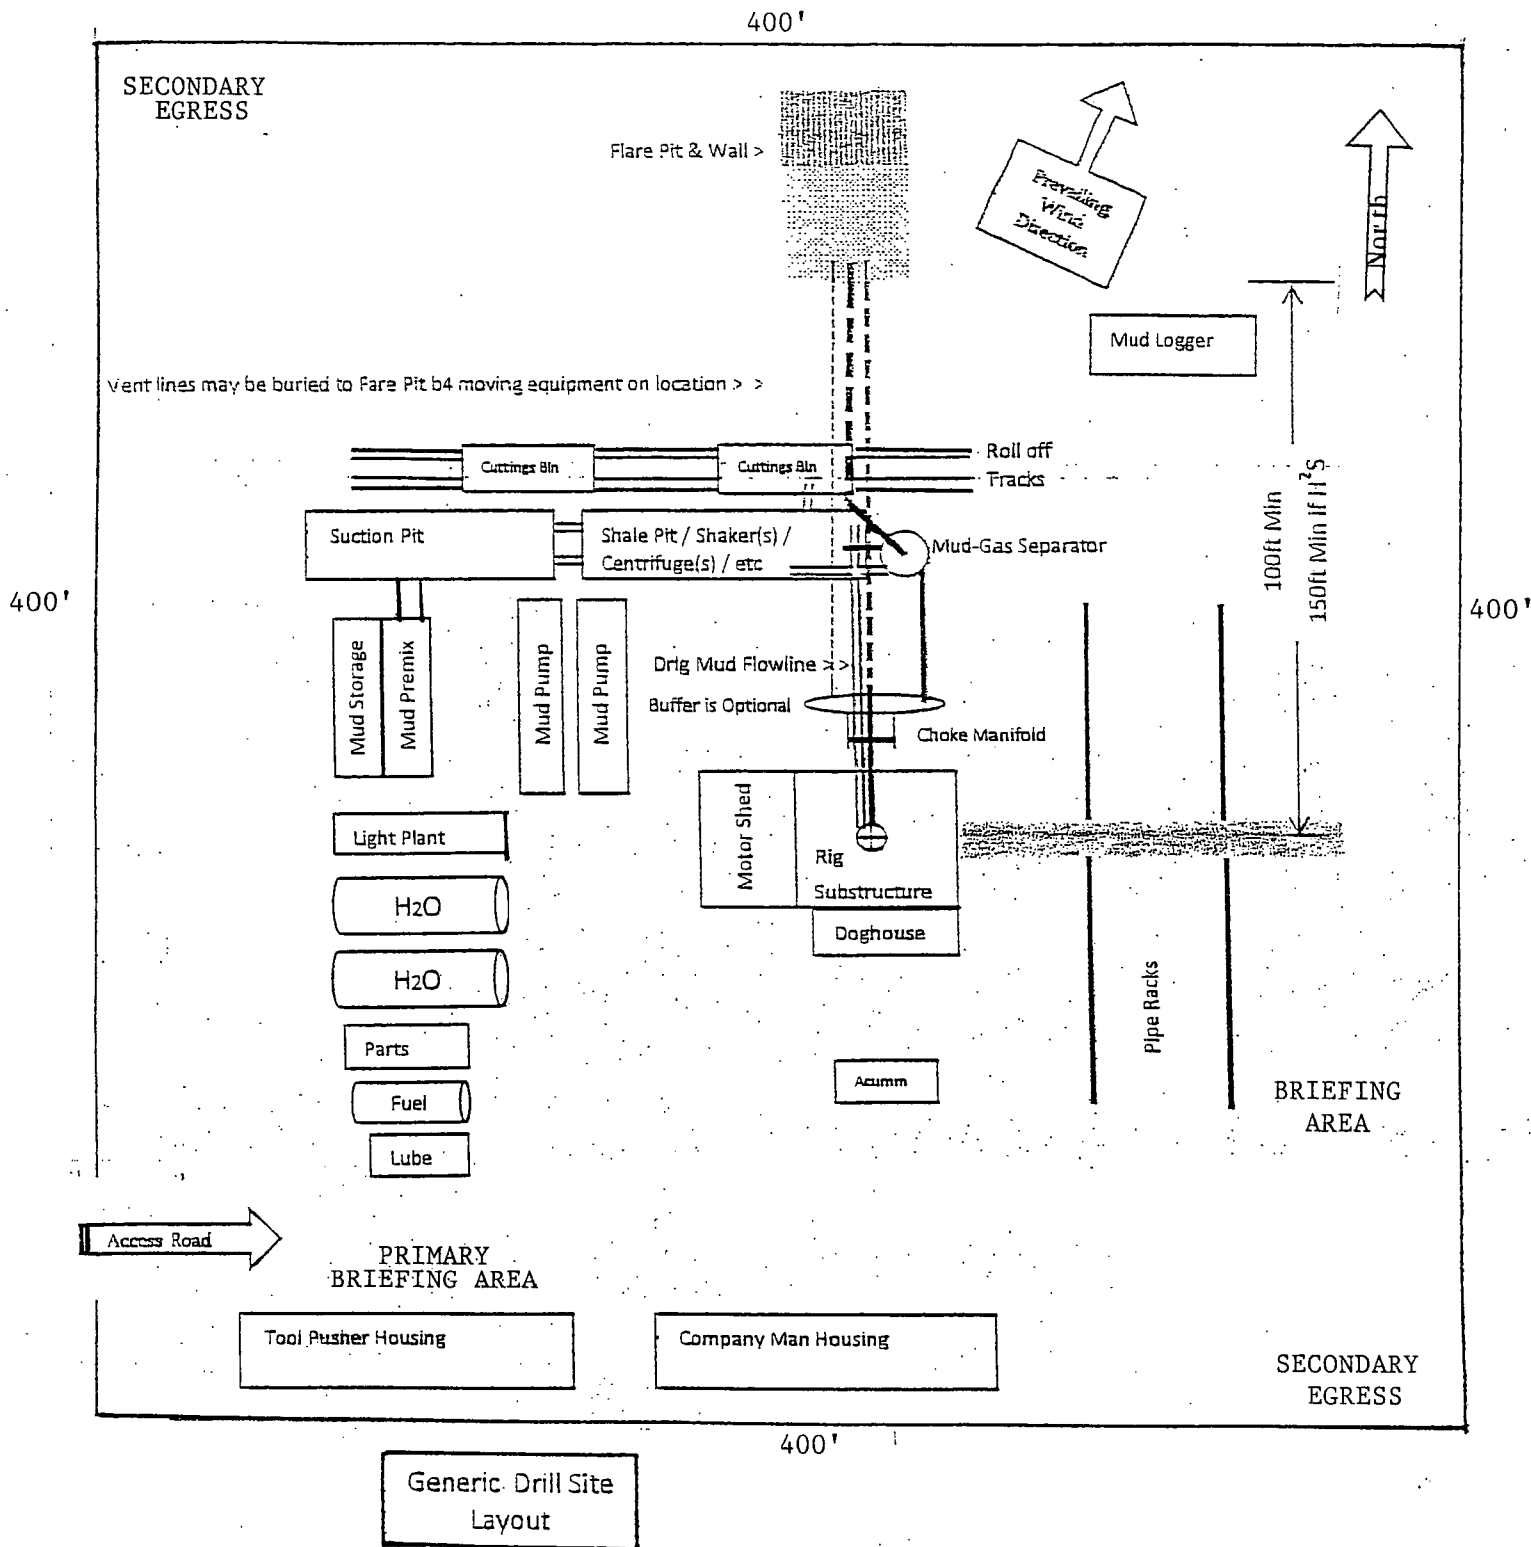 400'
SECONDARY
EGRESS
Flare Pit & Wall >
Prevailing
Wind
Direction
North
Mud Logger
Vent lines may be buried to Fare Pit b4 moving equipment on location > >
Cuttings Bin
Cuttings Bin
Roll off
Tracks
100ft Min
150ft Min if H2S
Suction Pit
Shale Pit / Shaker(s) /
Centrifuge(s) / etc
Mud-Gas Separator
400'
400'
Mud Storage
Mud Premix
Mud Pump
Mud Pump
Drlg Mud Flowline > >
Buffer is Optional
Choke Manifold
Motor Shed
Light Plant
Rig
Substructure
H2O
Doghouse
H2O
Pipe Racks
Parts
Acumm
Fuel
BRIEFING
AREA
Lube
Access Road
PRIMARY
BRIEFING AREA
Tool Pusher Housing
Company Man Housing
SECONDARY
EGRESS
400'
Generic Drill Site
Layout